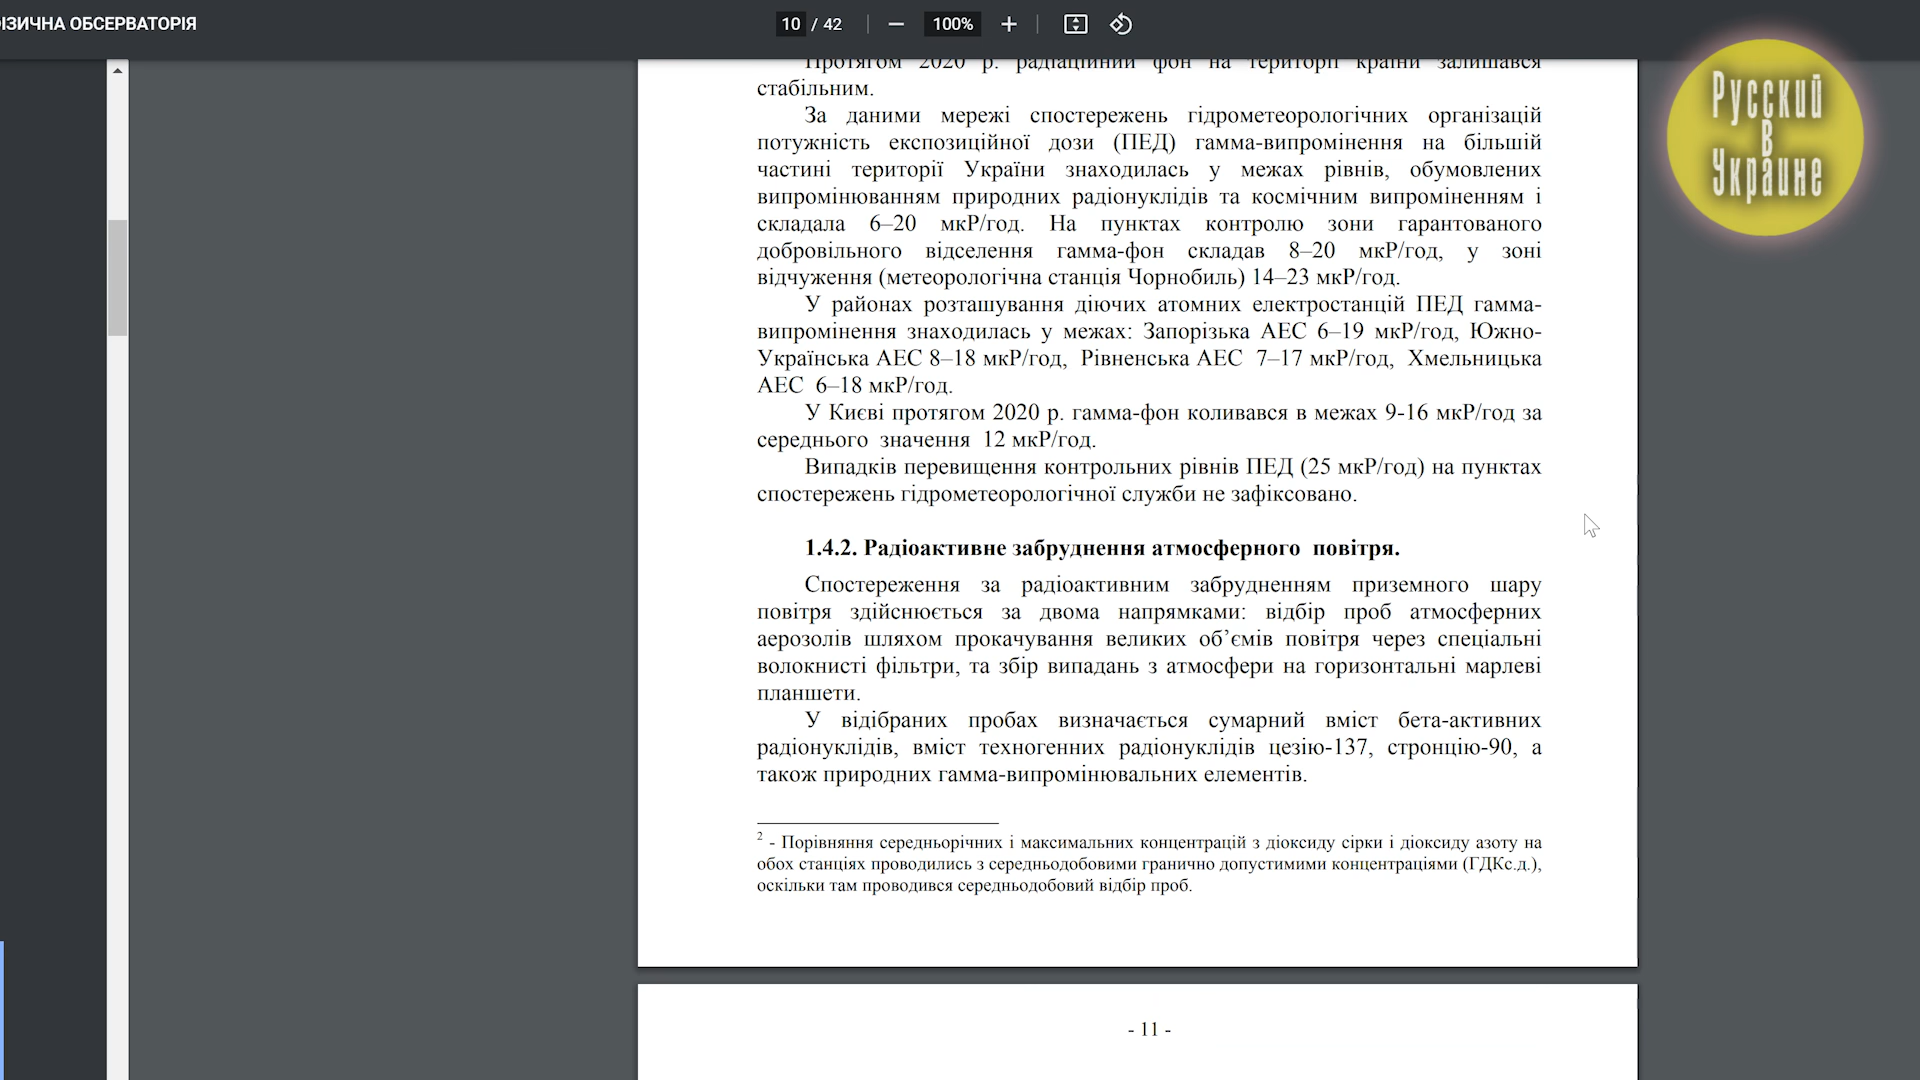 ІЗИЧНА ОБСЕРВАТОРІЯ
10 / 42
100%
Русский
в
Украине
Протягом 2020 р. радіаційний фон на території країни залишався
стабільним.
За даними мережі спостережень гідрометеорологічних організацій
потужність експозиційної дози (ПЕД) гамма-випромінення на більшій
частині території України знаходилась у межах рівнів, обумовлених
випромінюванням природних радіонуклідів та космічним випроміненням і
складала 6–20 мкР/год. На пунктах контролю зони гарантованого
добровільного відселення гамма-фон складав 8–20 мкР/год, у зоні
відчуження (метеорологічна станція Чорнобиль) 14–23 мкР/год.
У районах розташування діючих атомних електростанцій ПЕД гамма-
випромінення знаходилась у межах: Запорізька АЕС 6–19 мкР/год, Южно-
Українська АЕС 8–18 мкР/год, Рівненська АЕС 7–17 мкР/год, Хмельницька
АЕС 6–18 мкР/год.
У Києві протягом 2020 р. гамма-фон коливався в межах 9-16 мкР/год за
середнього значення 12 мкР/год.
Випадків перевищення контрольних рівнів ПЕД (25 мкР/год) на пунктах
спостережень гідрометеорологічної служби не зафіксовано.
1.4.2. Радіоактивне забруднення атмосферного повітря.
Спостереження за радіоактивним забрудненням приземного шару
повітря здійснюється за двома напрямками: відбір проб атмосферних
аерозолів шляхом прокачування великих об’ємів повітря через спеціальні
волокнисті фільтри, та збір випадань з атмосфери на горизонтальні марлеві
планшети.
У відібраних пробах визначається сумарний вміст бета-активних
радіонуклідів, вміст техногенних радіонуклідів цезію-137, стронцію-90, а
також природних гамма-випромінювальних елементів.
2 - Порівняння середньорічних і максимальних концентрацій з діоксиду сірки і діоксиду азоту на
обох станціях проводились з середньодобовими гранично допустимими концентраціями (ГДКс.д.),
оскільки там проводився середньодобовий відбір проб.
- 11 -